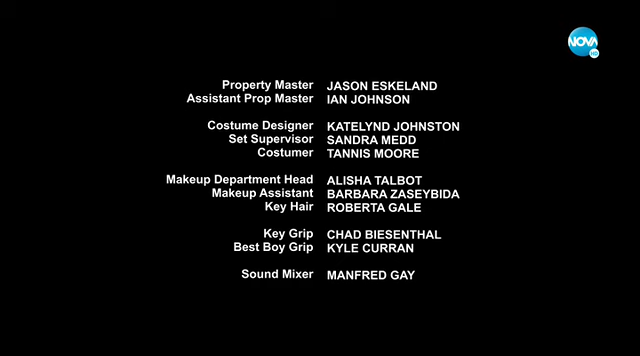 NOVA
HD
Property Master JASON ESKELAND
Assistant Prop Master IAN JOHNSON
Costume Designer KATELYND JOHNSTON
Set Supervisor SANDRA MEDD
Costumer TANNIS MOORE
Makeup Department Head ALISHA TALBOT
Makeup Assistant BARBARA ZASEYBIDA
Key Hair ROBERTA GALE
Key Grip CHAD BIESENTHAL
Best Boy Grip KYLE CURRAN
Sound Mixer MANFRED GAY